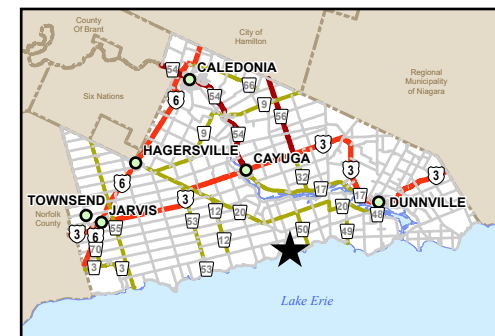 County
Of Brant
City of
Hamilton
CALEDONIA
54
66
Regional
Municipality
of Niagara
Six Nations
6
54
9
56
9
54
3
HAGERSVILLE
CAYUGA
3
3
6
32
17
17
TOWNSEND
3
DUNNVILLE
Norfolk
County
JARVIS
12
20
20
48
3
6
55
12
50
49
70
3
3
53
53
Lake Erie